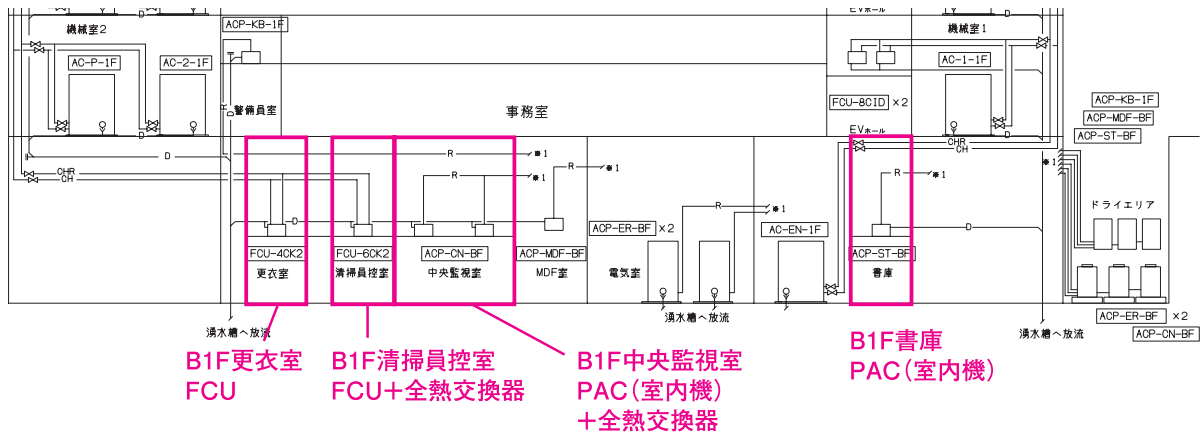 EVホール
機械室2
ACP-KB-1F
機械室1
AC-P-1F
AC-2-1F
AC-1-1F
警備員室
事務室
FCU-8CID ×2
ACP-KB-1F
ACP-MDF-BF
ACP-ST-BF
EVホール
D
D
D
D
H
D
D
R
※1
CHR
CH
R
※1
R
※1
CHR
CH
R
※1
※1
R
※1
D
D
ドライエリア
ACP-ER-BF ×2
AC-EN-1F
FCU-4CK2
FCU-6CK2
ACP-CN-BF
ACP-MDF-BF
ACP-ST-BF
更衣室
清掃員控室
中央監視室
MDF室
電気室
書庫
湧水槽へ放流
湧水槽へ放流
湧水槽へ放流
ACP-ER-BF ×2
ACP-CN-BF
B1F更衣室
FCU
B1F清掃員控室
FCU+全熱交換器
B1F中央監視室
PAC(室内機)
+全熱交換器
B1F書庫
PAC(室内機)